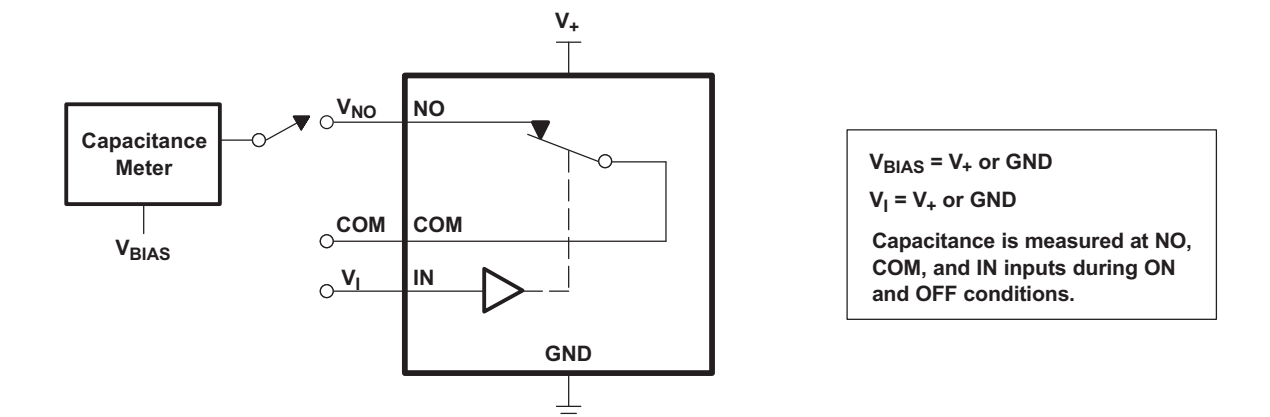 V+
Capacitance
Meter
VBIAS
VNO
NO
COM
COM
VI
IN
GND
VBIAS = V+ or GND
VI = V+ or GND
Capacitance is measured at NO,
COM, and IN inputs during ON
and OFF conditions.